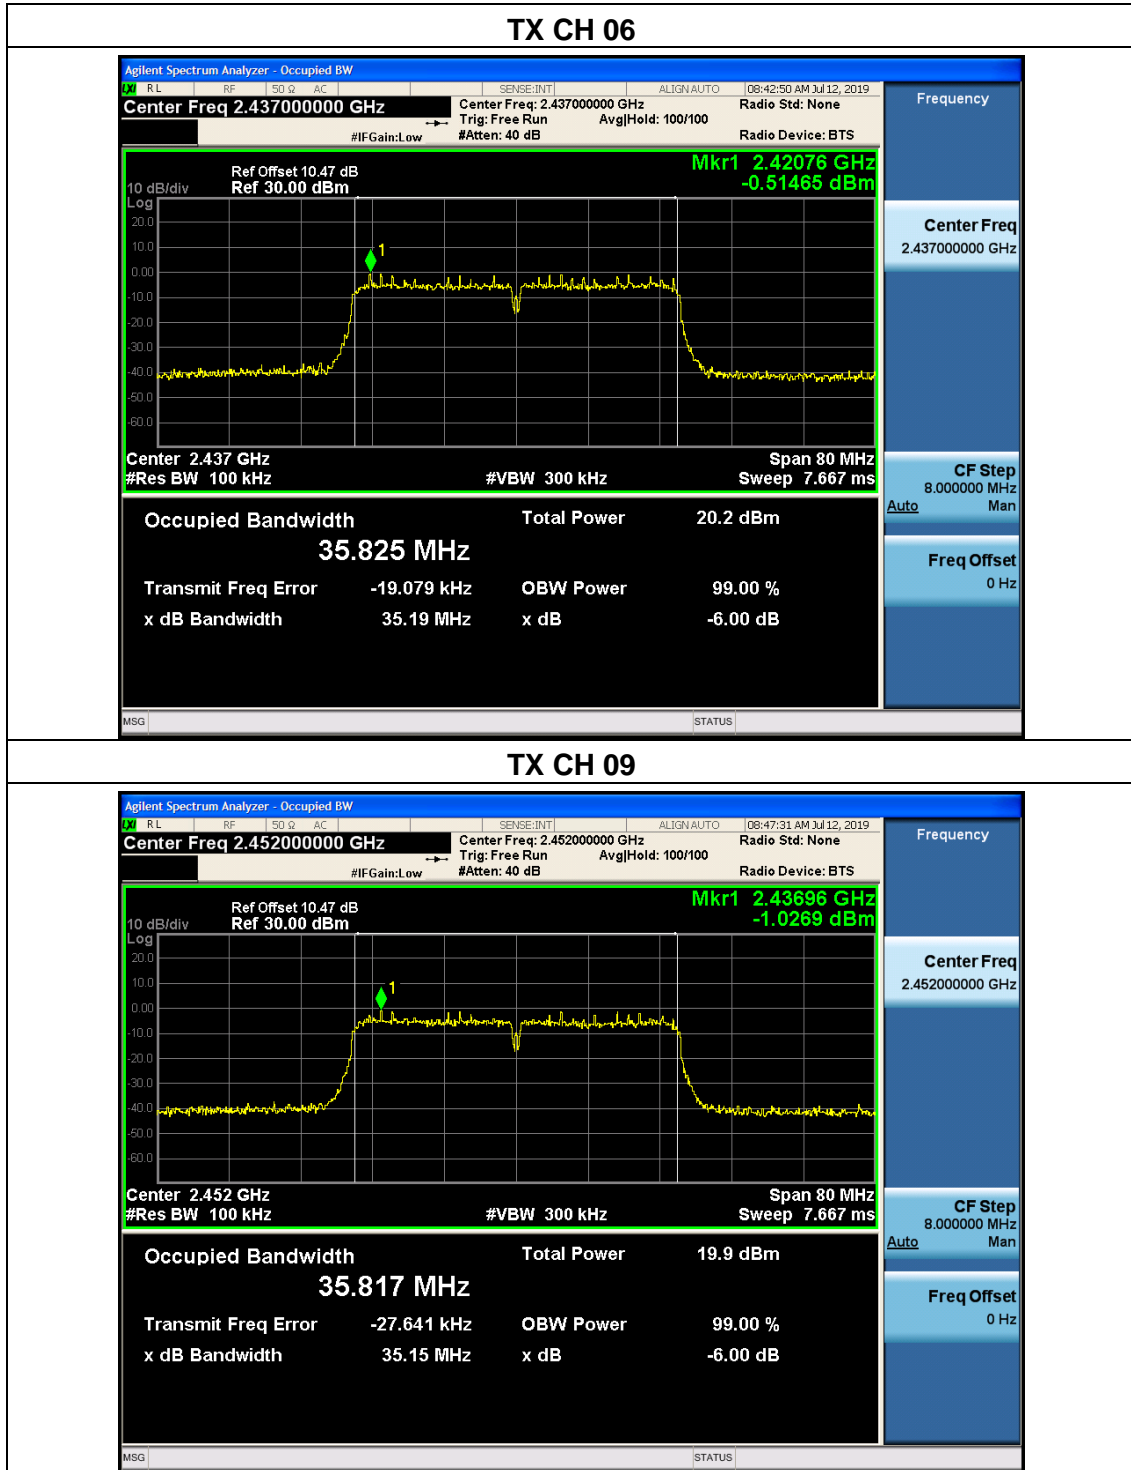 TX CH 06
Agilent Spectrum Analyzer - Occupied BW
LXI RL RF 50 Ω AC SENSE:INT ALIGN AUTO 08:42:50 AM Jul 12, 2019
Center Freq 2.437000000 GHz
Center Freq: 2.437000000 GHz Radio Std: None
Trig: Free Run Avg|Hold: 100/100
#IFGain:Low #Atten: 40 dB Radio Device: BTS
Frequency
Mkr1 2.42076 GHz
-0.51465 dBm
Ref Offset 10.47 dB
10 dB/div Ref 30.00 dBm
Log
20.0
10.0
0.00
-10.0
-20.0
-30.0
-40.0
-50.0
-60.0
1
Center 2.437 GHz Span 80 MHz
#Res BW 100 kHz #VBW 300 kHz Sweep 7.667 ms
Center Freq
2.437000000 GHz
CF Step
8.000000 MHz
Auto Man
Freq Offset
0 Hz
Occupied Bandwidth Total Power 20.2 dBm
35.825 MHz
Transmit Freq Error -19.079 kHz OBW Power 99.00 %
x dB Bandwidth 35.19 MHz x dB -6.00 dB
MSG STATUS
TX CH 09
Agilent Spectrum Analyzer - Occupied BW
LXI RL RF 50 Ω AC SENSE:INT ALIGN AUTO 08:47:31 AM Jul 12, 2019
Center Freq 2.452000000 GHz
Center Freq: 2.452000000 GHz Radio Std: None
Trig: Free Run Avg|Hold: 100/100
#IFGain:Low #Atten: 40 dB Radio Device: BTS
Frequency
Mkr1 2.43696 GHz
-1.0269 dBm
Ref Offset 10.47 dB
10 dB/div Ref 30.00 dBm
Log
20.0
10.0
0.00
-10.0
-20.0
-30.0
-40.0
-50.0
-60.0
1
Center 2.452 GHz Span 80 MHz
#Res BW 100 kHz #VBW 300 kHz Sweep 7.667 ms
Center Freq
2.452000000 GHz
CF Step
8.000000 MHz
Auto Man
Freq Offset
0 Hz
Occupied Bandwidth Total Power 19.9 dBm
35.817 MHz
Transmit Freq Error -27.641 kHz OBW Power 99.00 %
x dB Bandwidth 35.15 MHz x dB -6.00 dB
MSG STATUS